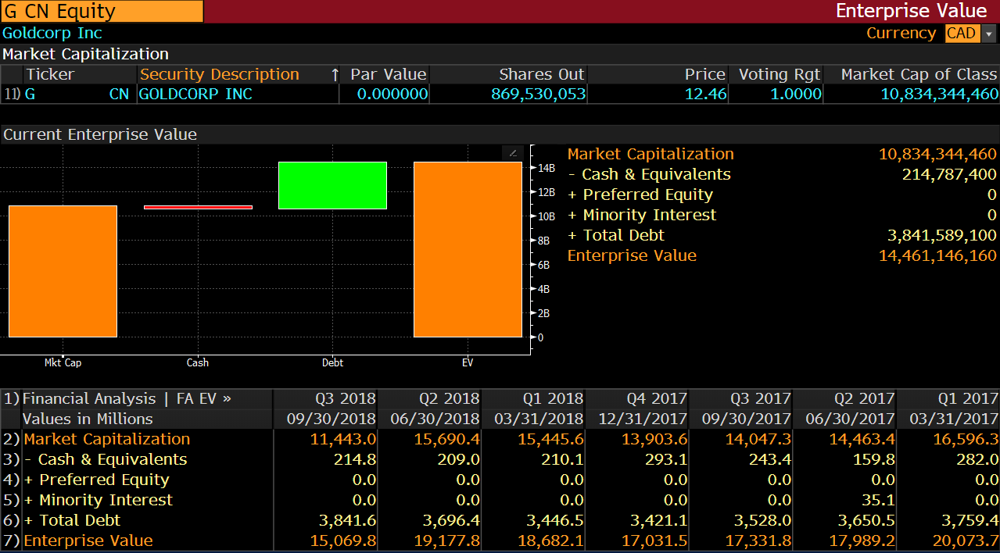 G CN Equity Enterprise Value
Goldcorp Inc Currency CAD
Market Capitalization
Ticker Security Description ↑ Par Value Shares Out Price Voting Rgt Market Cap of Class
11) G CN GOLDCORP INC 0.000000 869,530,053 12.46 1.0000 10,834,344,460
Current Enterprise Value
Market Capitalization 10,834,344,460
- Cash & Equivalents 214,787,400
+ Preferred Equity 0
+ Minority Interest 0
+ Total Debt 3,841,589,100
Enterprise Value 14,461,146,160
14B
12B
10B
8B
6B
4B
2B
0
Mkt Cap Cash Debt EV
1) Financial Analysis | FA EV » Q3 2018 Q2 2018 Q1 2018 Q4 2017 Q3 2017 Q2 2017 Q1 2017
Values in Millions 09/30/2018 06/30/2018 03/31/2018 12/31/2017 09/30/2017 06/30/2017 03/31/2017
2) Market Capitalization 11,443.0 15,690.4 15,445.6 13,903.6 14,047.3 14,463.4 16,596.3
3) - Cash & Equivalents 214.8 209.0 210.1 293.1 243.4 159.8 282.0
4) + Preferred Equity 0.0 0.0 0.0 0.0 0.0 0.0 0.0
5) + Minority Interest 0.0 0.0 0.0 0.0 0.0 35.1 0.0
6) + Total Debt 3,841.6 3,696.4 3,446.5 3,421.1 3,528.0 3,650.5 3,759.4
7) Enterprise Value 15,069.8 19,177.8 18,682.1 17,031.5 17,331.8 17,989.2 20,073.7